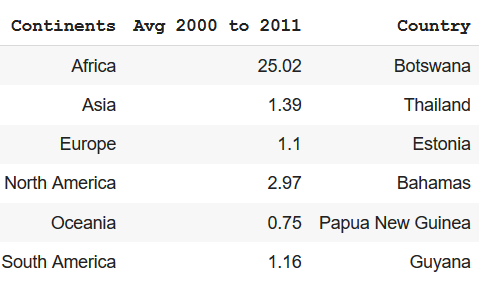 Continents Avg 2000 to 2011 Country
Africa 25.02 Botswana
Asia 1.39 Thailand
Europe 1.1 Estonia
North America 2.97 Bahamas
Oceania 0.75 Papua New Guinea
South America 1.16 Guyana